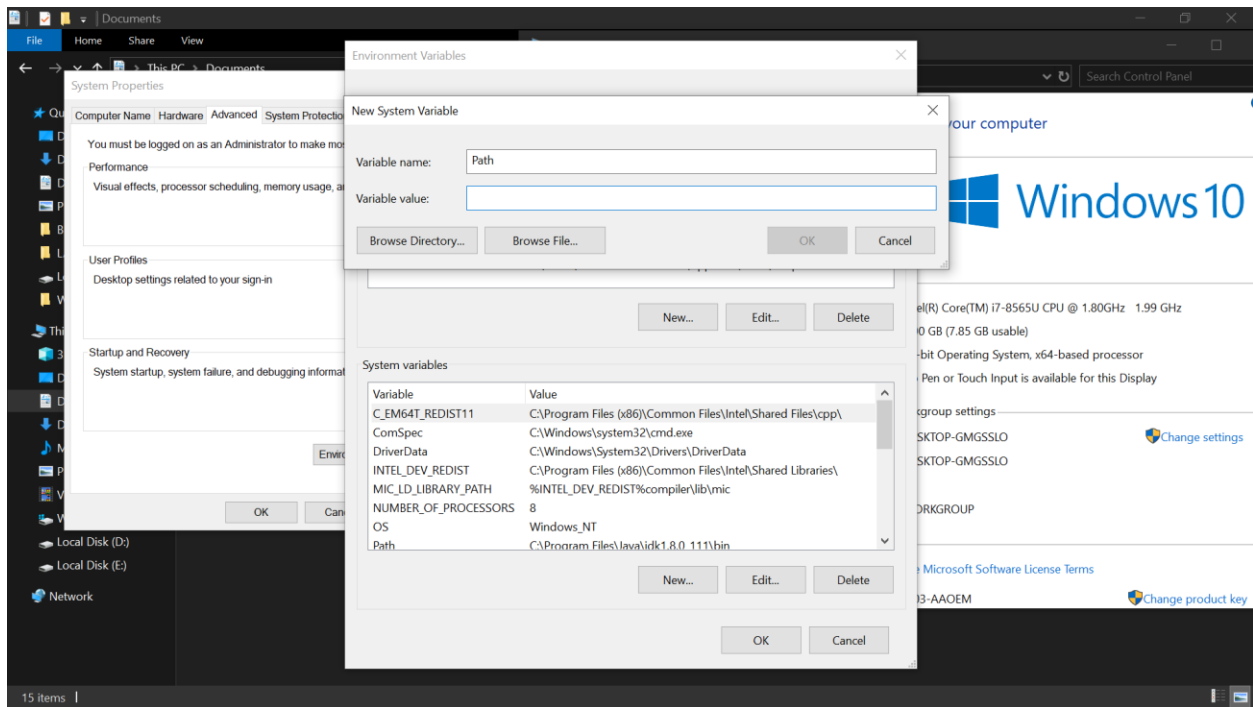 Documents
File Home Share View
This PC > Documents
Search Control Panel
System Properties
Computer Name Hardware Advanced System Protectio
You must be logged on as an Administrator to make mo
Performance
Visual effects, processor scheduling, memory usage, a
User Profiles
Desktop settings related to your sign-in
Startup and Recovery
System startup, system failure, and debugging informat
Enviro
OK Can
Environment Variables
New System Variable
Variable name: Path
Variable value:
Browse Directory... Browse File... OK Cancel
New... Edit... Delete
System variables
Variable Value
C_EM64T_REDIST11 C:\Program Files (x86)\Common Files\Intel\Shared Files\cpp\
ComSpec C:\Windows\system32\cmd.exe
DriverData C:\Windows\System32\Drivers\DriverData
INTEL_DEV_REDIST C:\Program Files (x86)\Common Files\Intel\Shared Libraries\
MIC_LD_LIBRARY_PATH %INTEL_DEV_REDIST%compiler\lib\mic
NUMBER_OF_PROCESSORS 8
OS Windows_NT
Path C:\Program Files\Java\jdk1.8.0_111\bin
New... Edit... Delete
OK Cancel
your computer
Windows 10
el(R) Core(TM) i7-8565U CPU @ 1.80GHz 1.99 GHz
0 GB (7.85 GB usable)
-bit Operating System, x64-based processor
Pen or Touch Input is available for this Display
kgroup settings
SKTOP-GMGSSLO
Change settings
SKTOP-GMGSSLO
ORKGROUP
e Microsoft Software License Terms
03-AAOEM
Change product key
Qu
D
D
D
P
B
L
Lo
W
Thi
3
D
D
D
M
P
V
W
Local Disk (D:)
Local Disk (E:)
Network
15 items